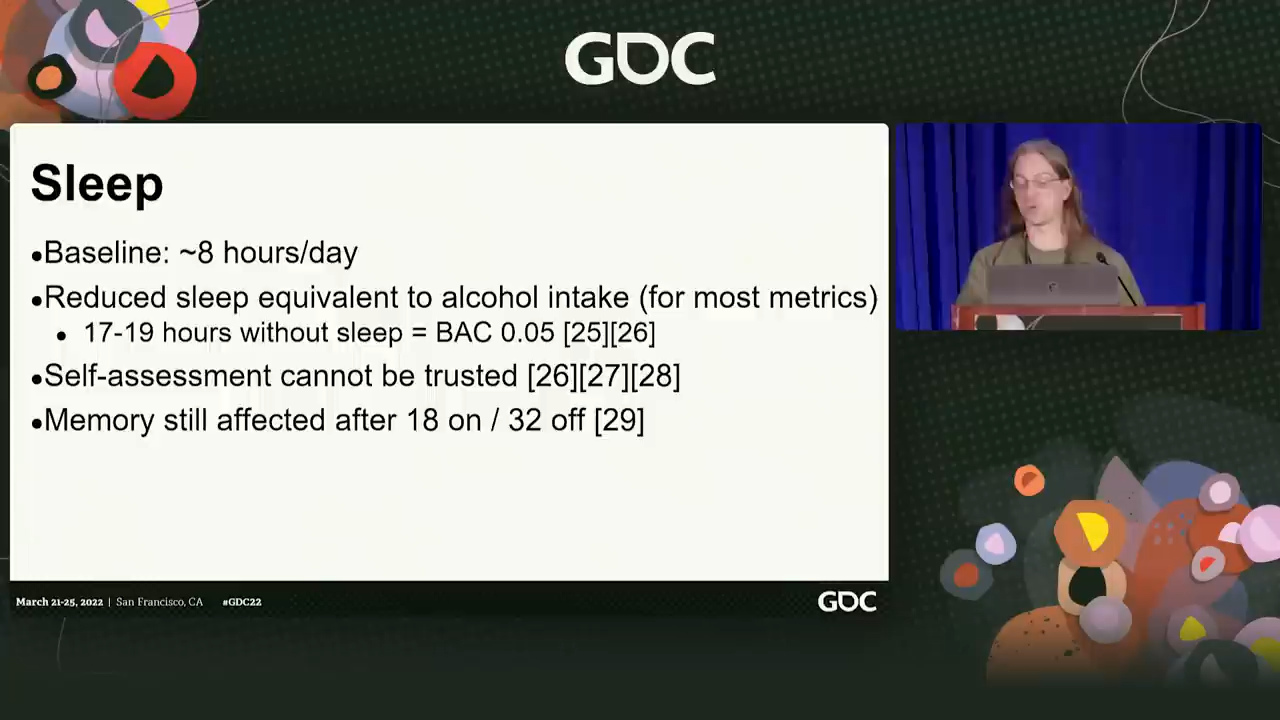 GDC
Sleep
•Baseline: ~8 hours/day
•Reduced sleep equivalent to alcohol intake (for most metrics)
• 17-19 hours without sleep = BAC 0.05 [25][26]
•Self-assessment cannot be trusted [26][27][28]
•Memory still affected after 18 on / 32 off [29]
March 21-25, 2022 | San Francisco, CA #GDC22
GDC